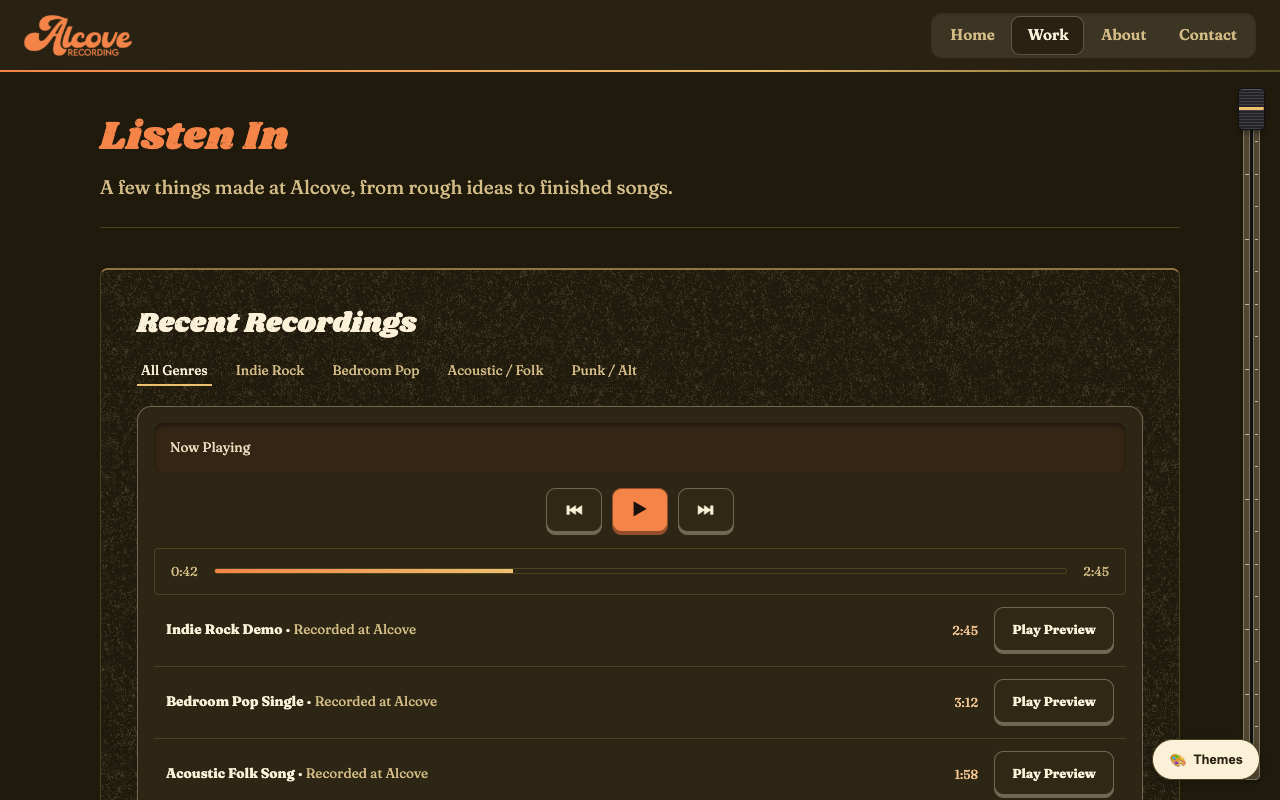 Alcove
RECORDING
Home Work About Contact
Listen In
A few things made at Alcove, from rough ideas to finished songs.
Recent Recordings
All Genres Indie Rock Bedroom Pop Acoustic / Folk Punk / Alt
Now Playing
0:42 2:45
Indie Rock Demo • Recorded at Alcove 2:45 Play Preview
Bedroom Pop Single • Recorded at Alcove 3:12 Play Preview
Acoustic Folk Song • Recorded at Alcove 1:58 Play Preview
Themes